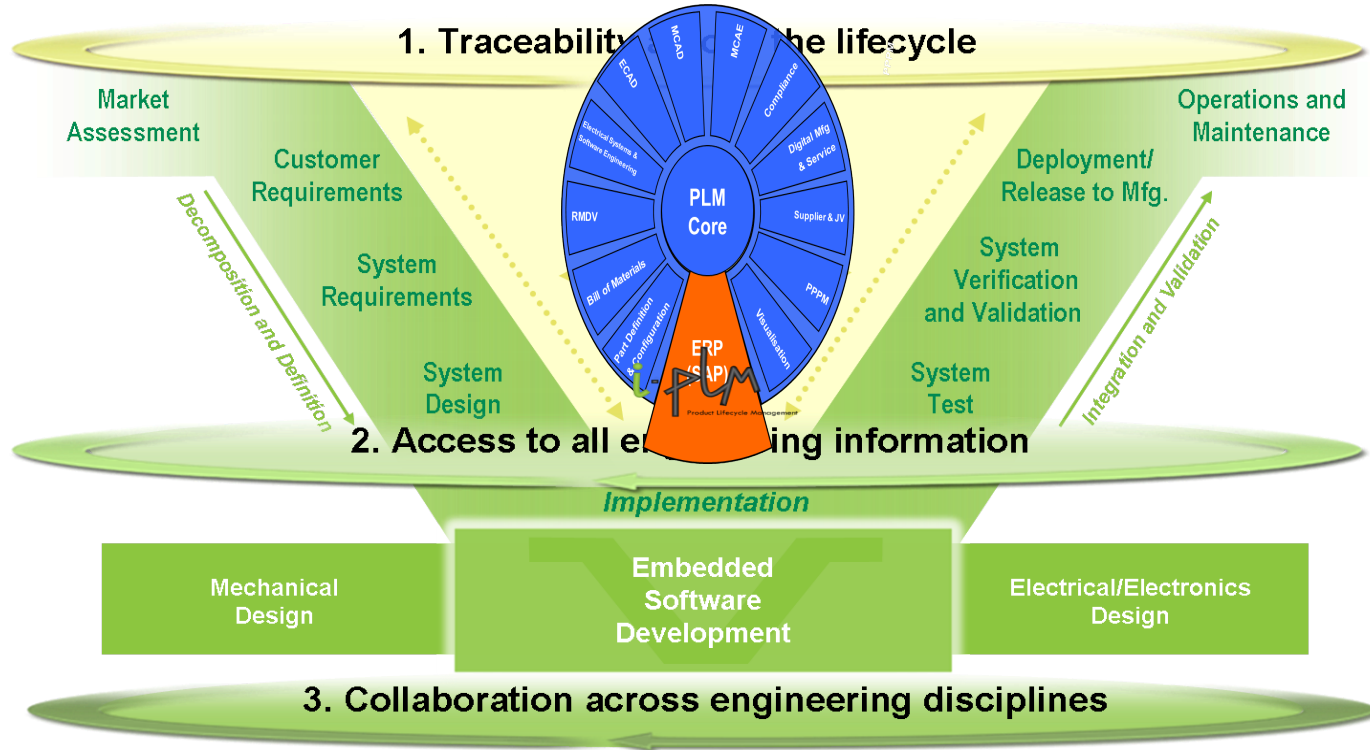 1. Traceability the lifecycle
Market
Assessment
Customer
Requirements
System
Requirements
System
Design
Decomposition and Definition
MCAD
MCAE
ECAD
Compliance
Electrical Systems &
Software Engineering
Digital Mfg
& Service
RMDV
PLM
Core
Supplier & JV
Bill of Materials
PPPM
Part Definition
& Configuration
Visualisation
ERP
(SAP)
i-PLM
Product Lifecycle Management
Operations and
Maintenance
Deployment/
Release to Mfg.
System
Verification
and Validation
System
Test
Integration and Validation
2. Access to all information
Implementation
Mechanical
Design
Embedded
Software
Development
Electrical/Electronics
Design
3. Collaboration across engineering disciplines